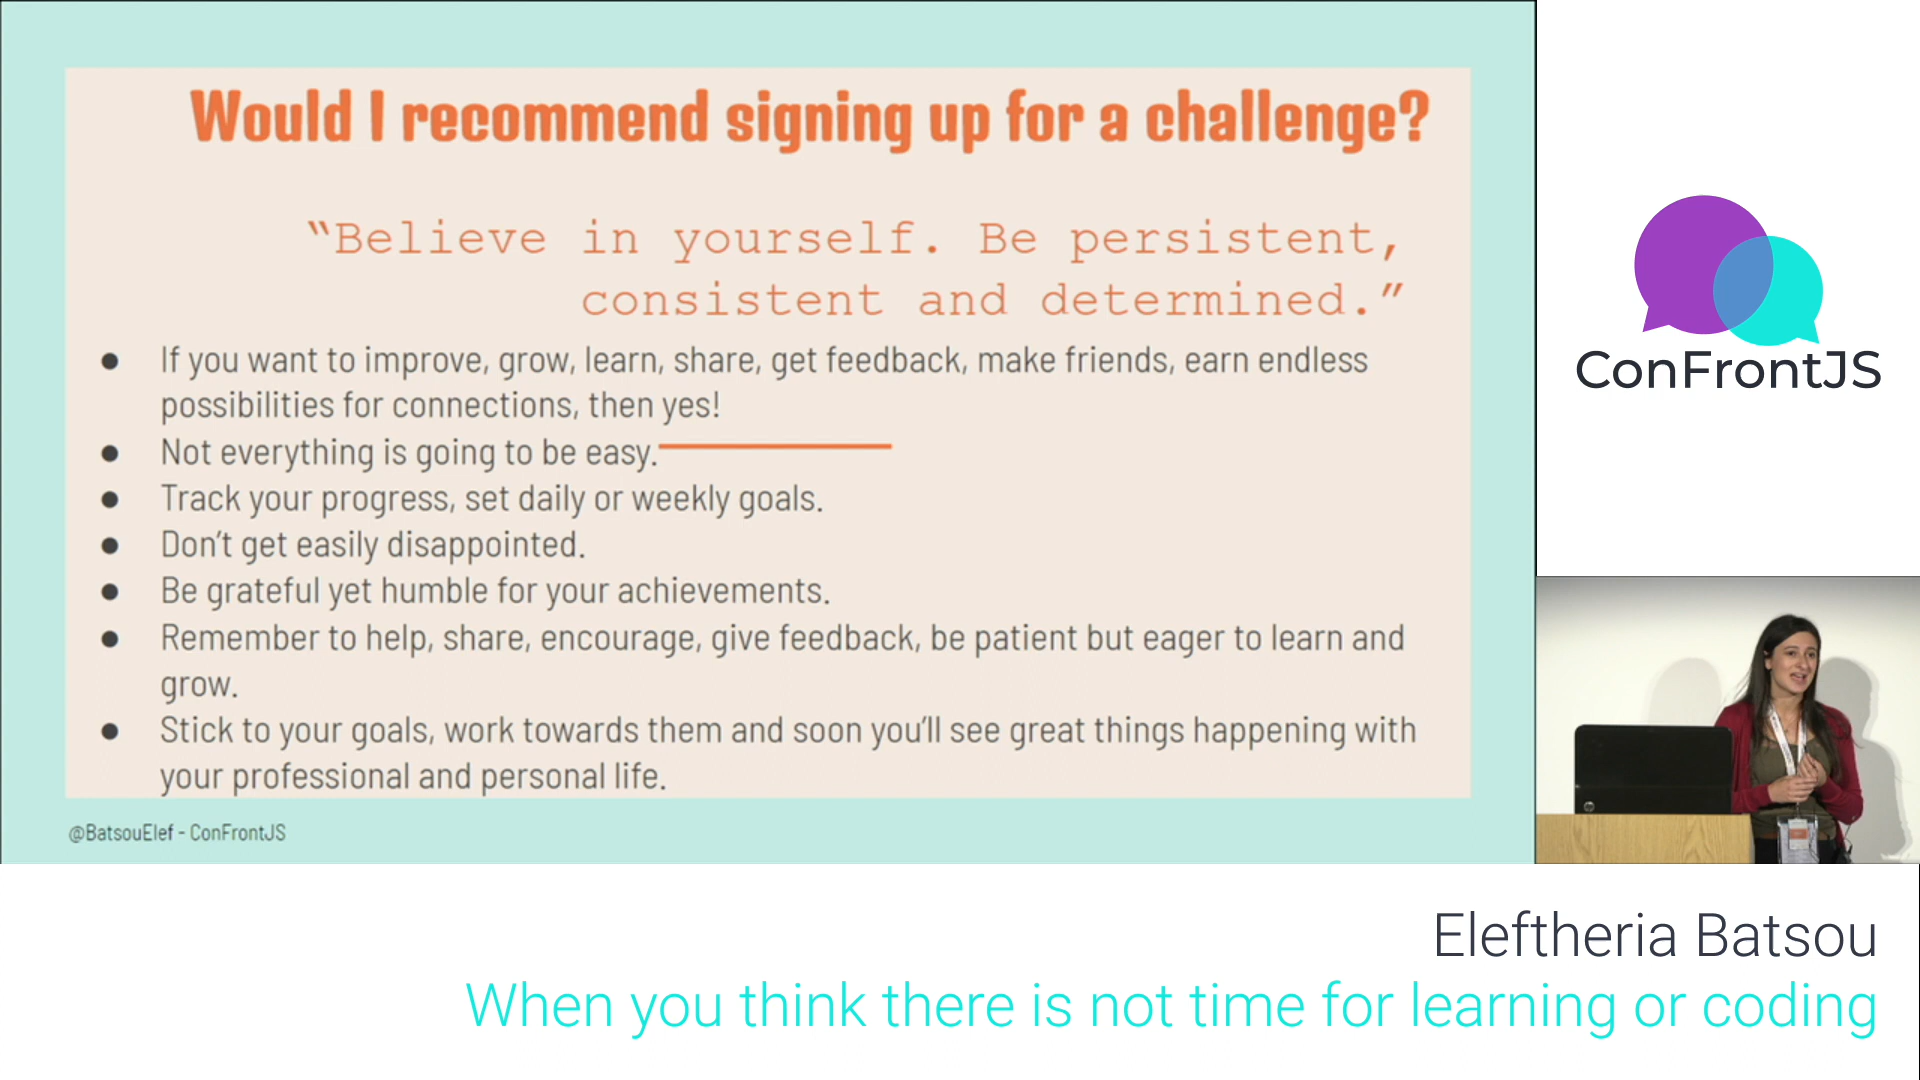 Would I recommend signing up for a challenge?
“Believe in yourself. Be persistent,
consistent and determined.”
● If you want to improve, grow, learn, share, get feedback, make friends, earn endless
possibilities for connections, then yes!
● Not everything is going to be easy.
● Track your progress, set daily or weekly goals.
● Don’t get easily disappointed.
● Be grateful yet humble for your achievements.
● Remember to help, share, encourage, give feedback, be patient but eager to learn and
grow.
● Stick to your goals, work towards them and soon you’ll see great things happening with
your professional and personal life.
@BatsouElef - ConFrontJS
ConFrontJS
Eleftheria Batsou
When you think there is not time for learning or coding